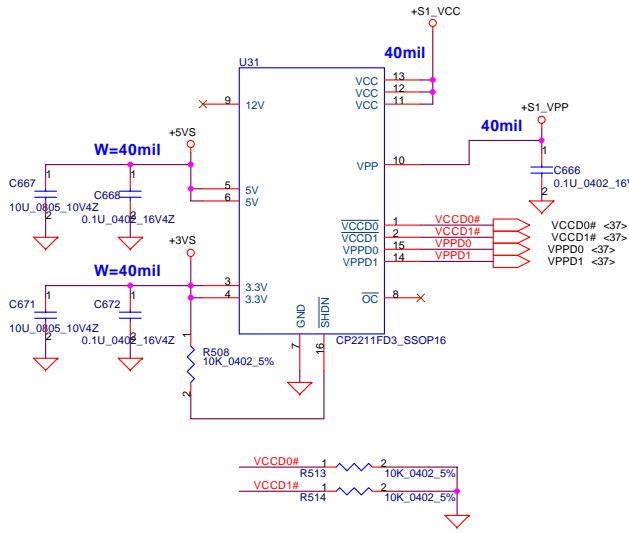 +S1_VCC
40mil
U31
VCC 13
VCC 12
VCC 11
9 12V
+S1_VPP
40mil
+5VS
W=40mil
VPP 10
1
C666
0.1U_0402_16V
2
C667
1
10U_0805_10V4Z
2
C668
1
0.1U_0402_16V4Z
2
5 5V
6 5V
VCCD0 1 VCCD0# VCCD0# <37>
VCCD1 2 VCCD1# VCCD1# <37>
VPPD0 15 VPPD0 VPPD0 <37>
VPPD1 14 VPPD1 VPPD1 <37>
+3VS
W=40mil
3 3.3V
4 3.3V
OC 8
C671
1
10U_0805_10V4Z
2
C672
1
0.1U_0402_16V4Z
2
GND
SHDN
7
16
CP2211FD3_SSOP16
1
R508
10K_0402_5%
2
VCCD0# 1 2
R513 10K_0402_5%
VCCD1# 1 2
R514 10K_0402_5%